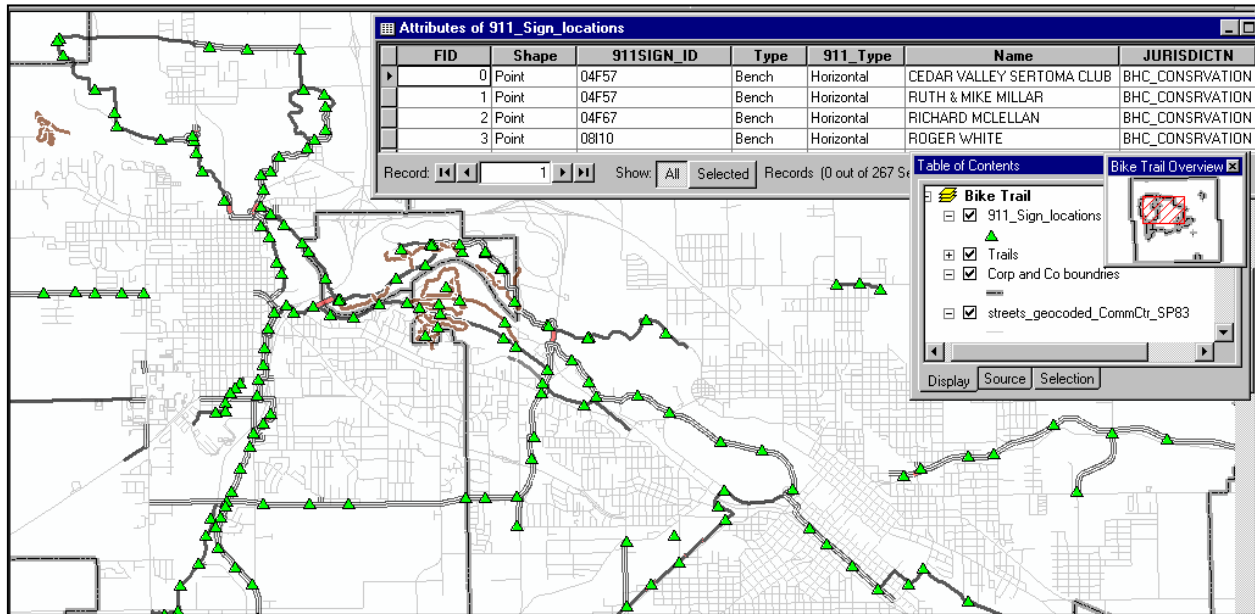 Attributes of 911_Sign_locations
FID Shape 911SIGN_ID Type 911_Type Name JURISDICTN
0 Point 04F57 Bench Horizontal CEDAR VALLEY SERTOMA CLUB BHC_CONSRVATION
1 Point 04F57 Bench Horizontal RUTH & MIKE MILLAR BHC_CONSRVATION
2 Point 04F67 Bench Horizontal RICHARD MCLELLAN BHC_CONSRVATION
3 Point 08I10 Bench Horizontal ROGER WHITE BHC_CONSRVATION
Record: 1 Show: All Selected Records (0 out of 267 Se
Table of Contents
Bike Trail Overview
Bike Trail
911_Sign_locations
Trails
Corp and Co boundries
streets_geocoded_CommCtr_SP83
Display Source Selection